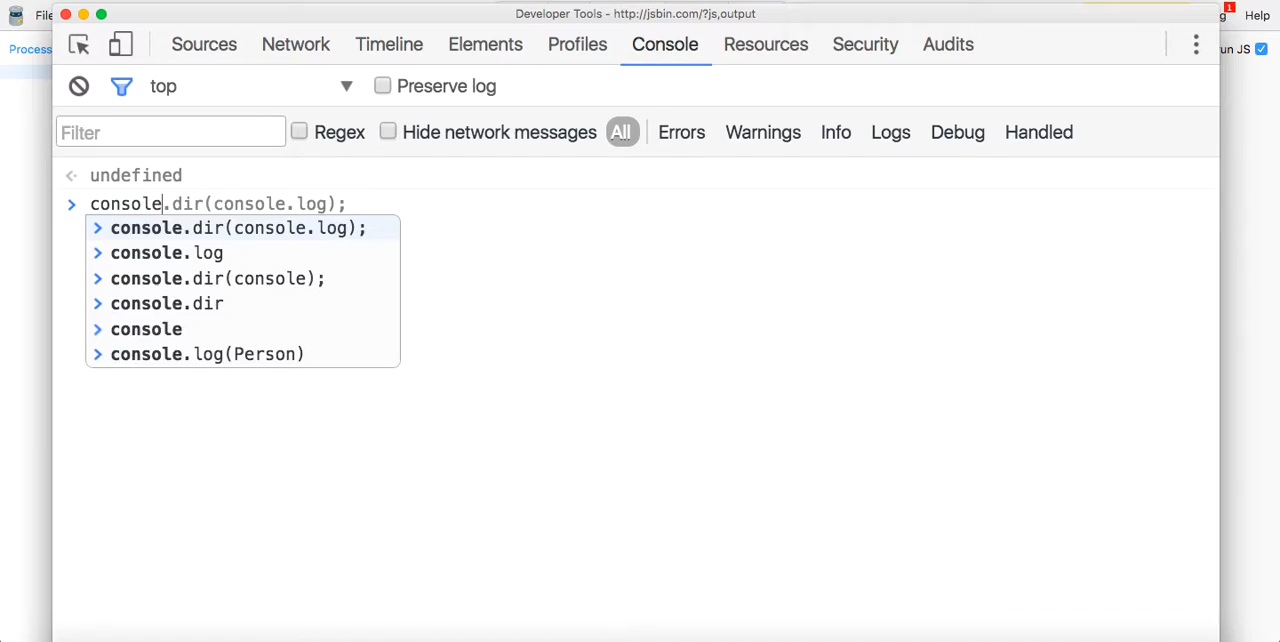 File
Developer Tools - http://jsbin.com/?js,output
1
g
Help
Process
Sources Network Timeline Elements Profiles Console Resources Security Audits
un JS
top
Preserve log
Filter
Regex
Hide network messages
All
Errors Warnings Info Logs Debug Handled
undefined
console.dir(console.log);
console.dir(console.log);
console.log
console.dir(console);
console.dir
console
console.log(Person)